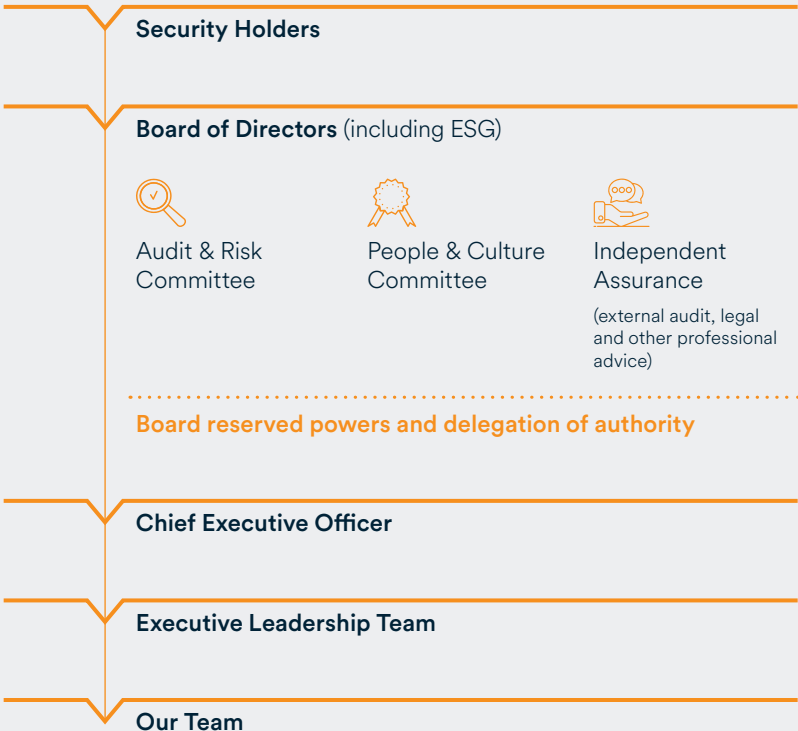 Security Holders
Board of Directors (including ESG)
Audit & Risk
Committee
People & Culture
Committee
Independent
Assurance
(external audit, legal
and other professional
advice)
Board reserved powers and delegation of authority
Chief Executive Officer
Executive Leadership Team
Our Team